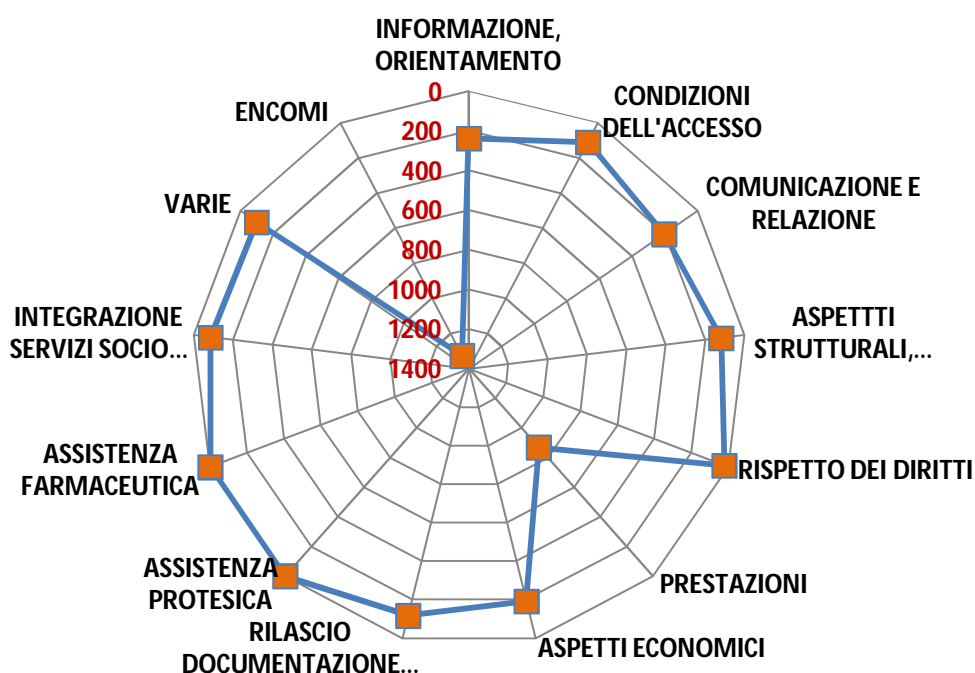 INFORMAZIONE,
ORIENTAMENTO
CONDIZIONI
DELL'ACCESSO
COMUNICAZIONE E
RELAZIONE
ASPETTTI
STRUTTURALI,...
RISPETTO DEI DIRITTI
PRESTAZIONI
ASPETTI ECONOMICI
RILASCIO
DOCUMENTAZIONE...
ASSISTENZA
PROTESICA
ASSISTENZA
FARMACEUTICA
INTEGRAZIONE
SERVIZI SOCIO...
VARIE
ENCOMI
0
200
400
600
800
1000
1200
1400